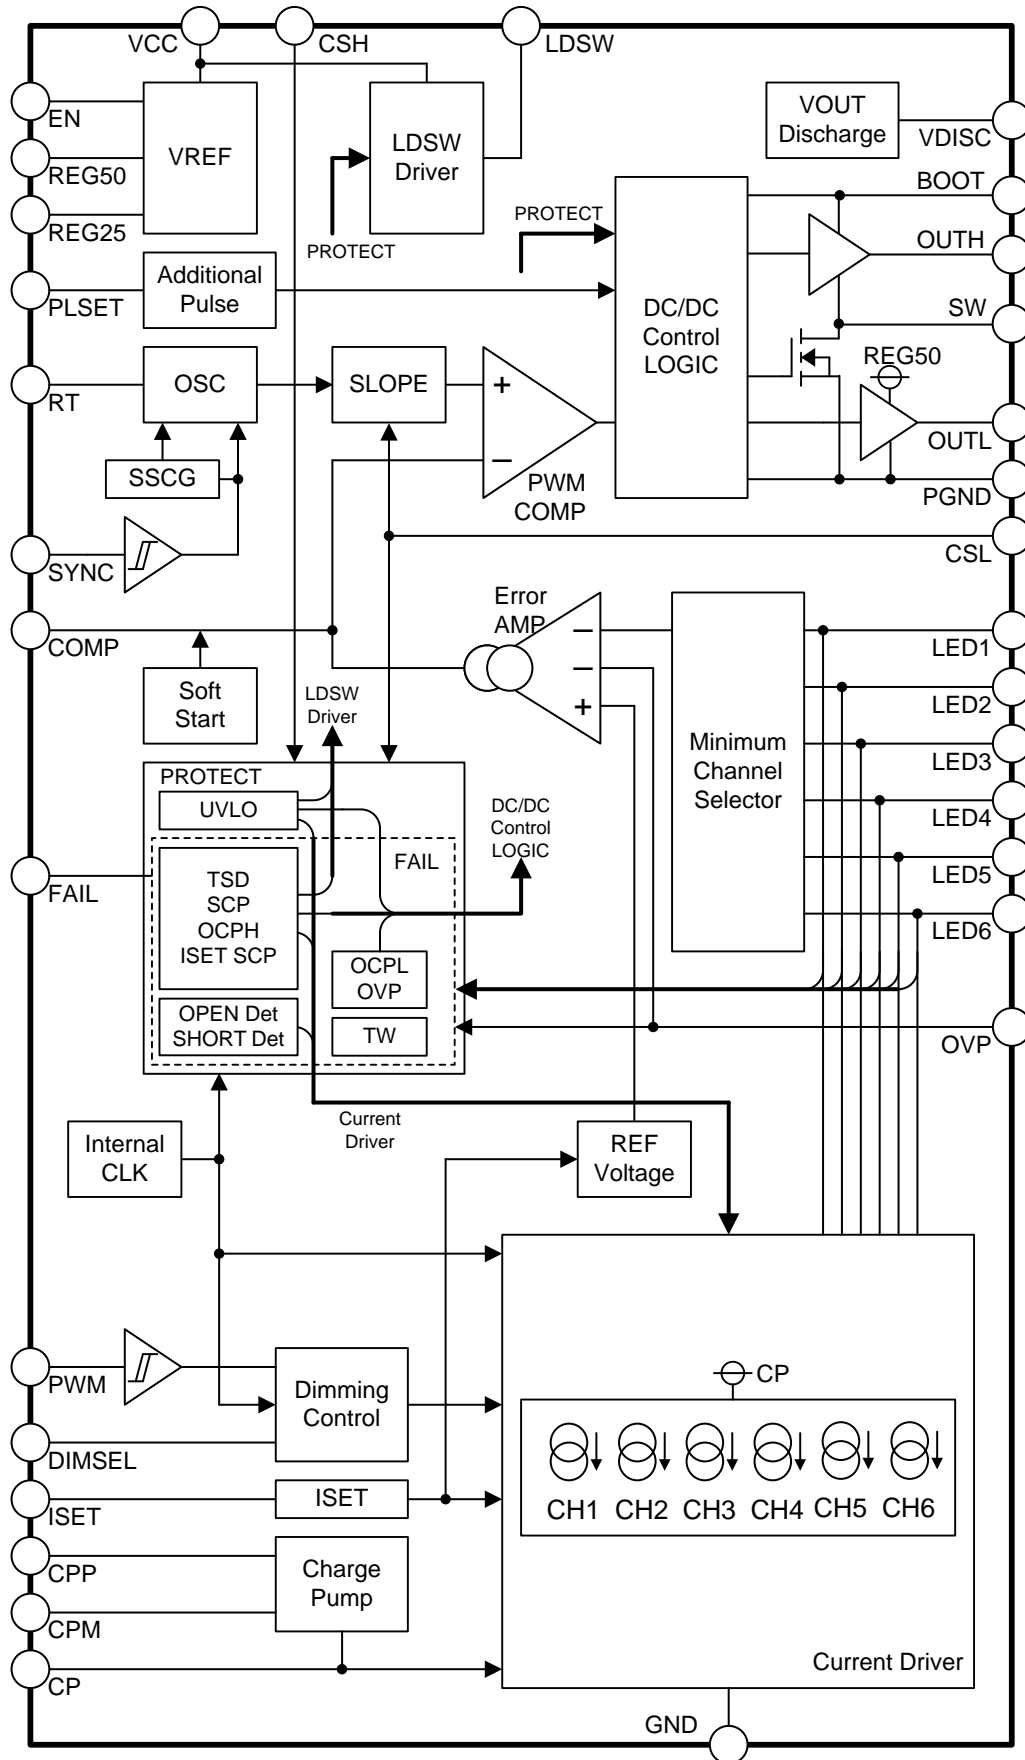 VCC
CSH
LDSW
EN
REG50
REG25
VREF
LDSW
Driver
PROTECT
VOUT
Discharge
VDISC
BOOT
OUTH
SW
REG50
OUTL
PGND
CSL
PROTECT
DC/DC
Control
LOGIC
PLSET
Additional
Pulse
RT
OSC
SLOPE
+
−
PWM
COMP
SSCG
SYNC
COMP
Soft
Start
Error
AMP
−
−
+
Minimum
Channel
Selector
LED1
LED2
LED3
LED4
LED5
LED6
OVP
LDSW
Driver
PROTECT
UVLO
DC/DC
Control
LOGIC
FAIL
FAIL
TSD
SCP
OCPH
ISET SCP
OCPL
OVP
OPEN Det
SHORT Det
TW
Current
Driver
Internal
CLK
REF
Voltage
PWM
DIMSEL
Dimming
Control
ISET
ISET
CPP
CPM
CP
Charge
Pump
CP
CH1 CH2 CH3 CH4 CH5 CH6
Current Driver
GND